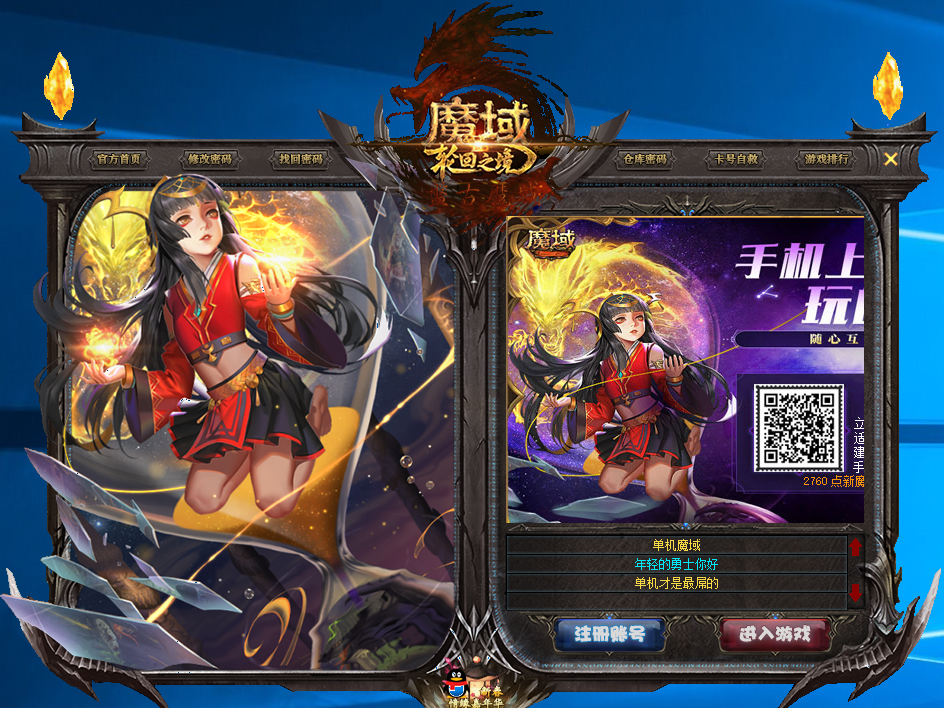 魔域
轮回之境
官方首页
修改密码
找回密码
仓库密码
卡号自救
游戏排行
魔域
手机上
玩
随心互
立
适
建
手
2760 点新魔
单机魔域
年轻的勇士你好
单机才是最屌的
注册账号
进入游戏
新春
情缘嘉年华